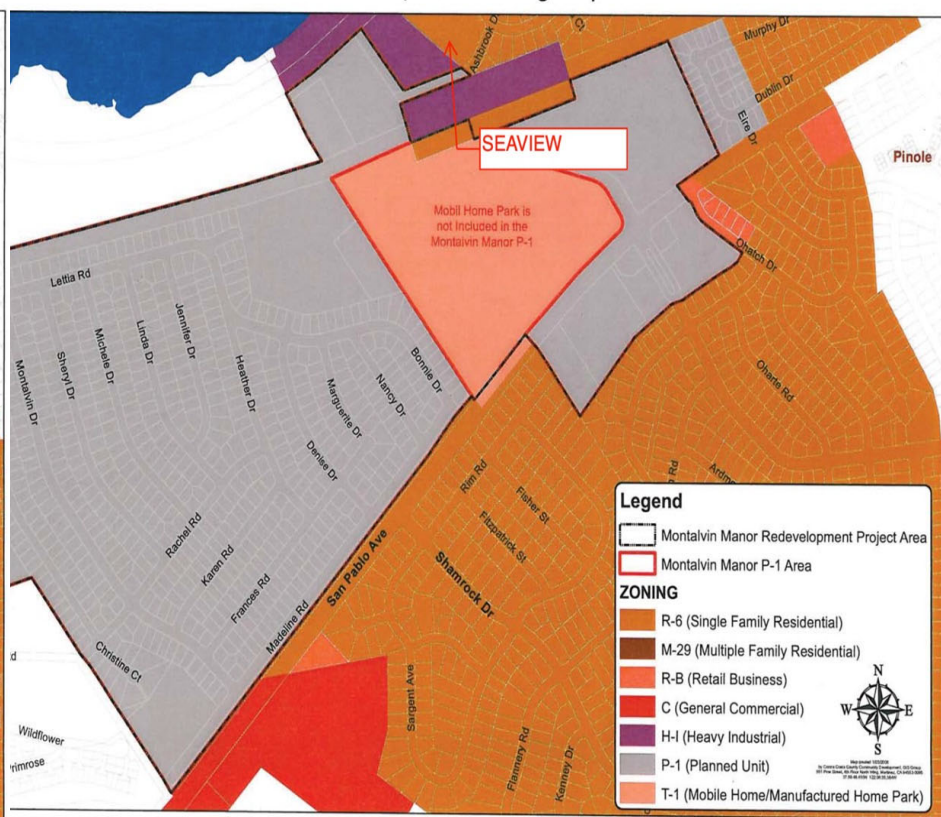 Ashbrook D
Ct
Murphy Dr
Dublin Dr
Eire Dr
Pinole
SEAVIEW
Mobil Home Park is
not Included in the
Montalvin Manor P-1
Ohatch Dr
Lettia Rd
Jennifer Dr
Linda Dr
Michele Dr
Sheryl Dr
Montalvin Dr
Heather Dr
Bonnie Dr
Nancy Dr
Marguerite Dr
Denise Dr
Oharte Rd
Rim Rd
Fisher St
Fitzpatrick St
Shamrock Dr
San Pablo Ave
Rachel Rd
Karen Rd
Frances Rd
Madeline Rd
Christine Ct
Wildflower
rimrose
Sargent Ave
Flannery Rd
Kenney Dr
Rd
Ardmo
Legend
Montalvin Manor Redevelopment Project Area
Montalvin Manor P-1 Area
ZONING
R-6 (Single Family Residential)
M-29 (Multiple Family Residential)
R-B (Retail Business)
C (General Commercial)
H-I (Heavy Industrial)
P-1 (Planned Unit)
T-1 (Mobile Home/Manufactured Home Park)
N
W E
S